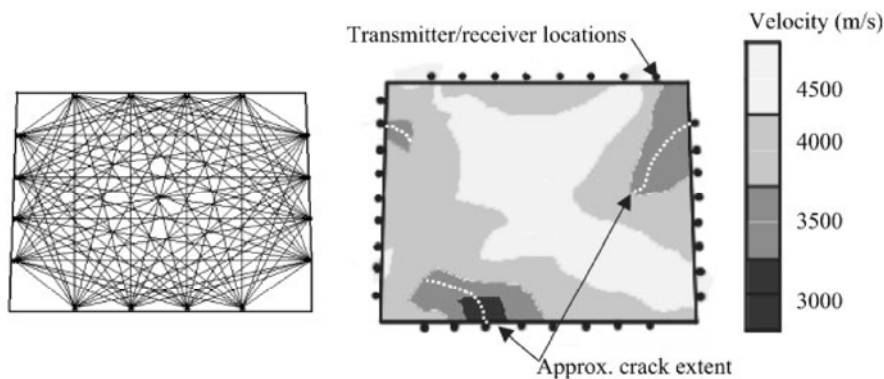 Velocity (m/s)
Transmitter/receiver locations
4500
4000
3500
3000
Approx. crack extent